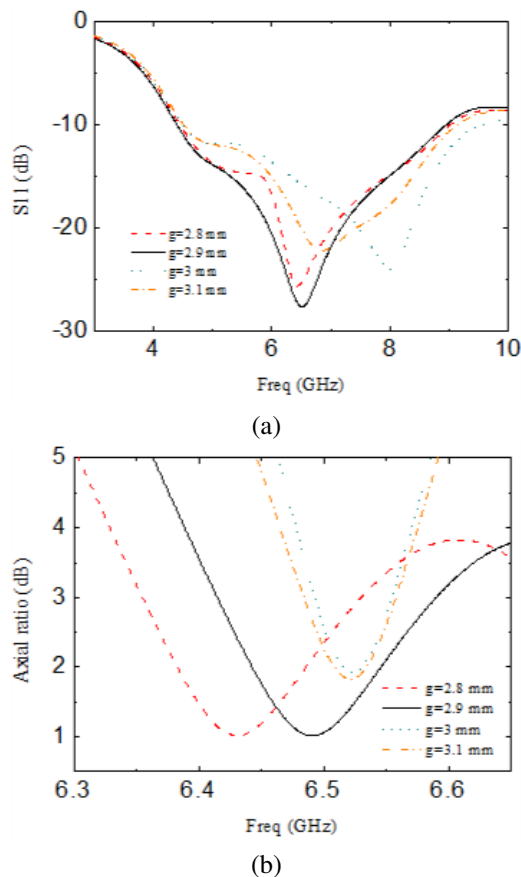 0
-10
-20
-30
S11 (dB)
g=2.8 mm
g=2.9 mm
g=3 mm
g=3.1 mm
4 6 8 10
Freq (GHz)
(a)
5
4
3
2
1
Axial ratio (dB)
g=2.8 mm
g=2.9 mm
g=3 mm
g=3.1 mm
6.3 6.4 6.5 6.6
Freq (GHz)
(b)